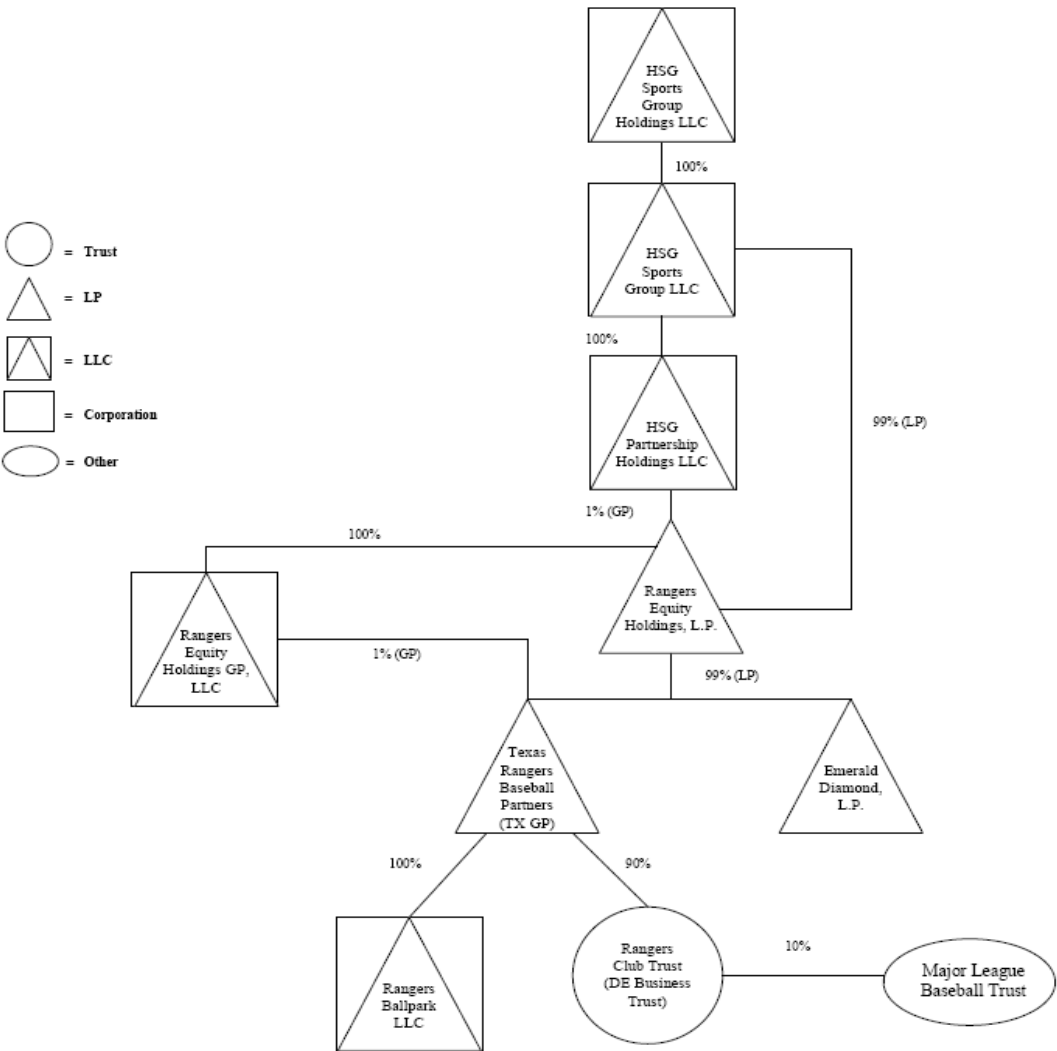 HSG
Sports
Group
Holdings LLC
100%
HSG
Sports
Group LLC
= Trust
= LP
= LLC
= Corporation
= Other
100%
HSG
Partnership
Holdings LLC
99% (LP)
1% (GP)
100%
Rangers
Equity
Holdings, L.P.
Rangers
Equity
Holdings GP,
LLC
1% (GP)
99% (LP)
Texas
Rangers
Baseball
Partners
(TX GP)
Emerald
Diamond,
L.P.
100%
90%
Rangers
Ballpark
LLC
Rangers
Club Trust
(DE Business
Trust)
10%
Major League
Baseball Trust